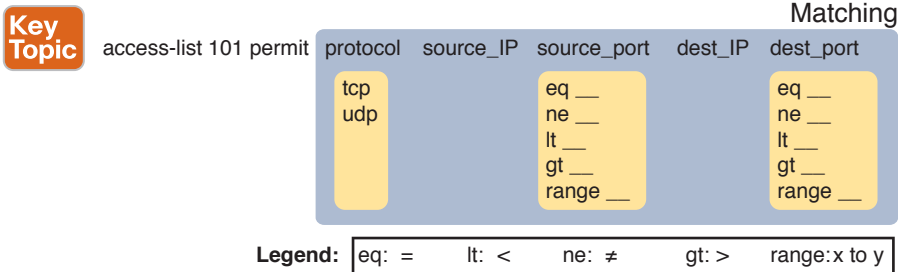 Key
Topic
Matching
access-list 101 permit protocol source_IP source_port dest_IP dest_port
tcp eq __ eq __
udp ne __ ne __
lt __ lt __
gt __ gt __
range __ range __
Legend: eq: = lt: < ne: ≠ gt: > range: x to y